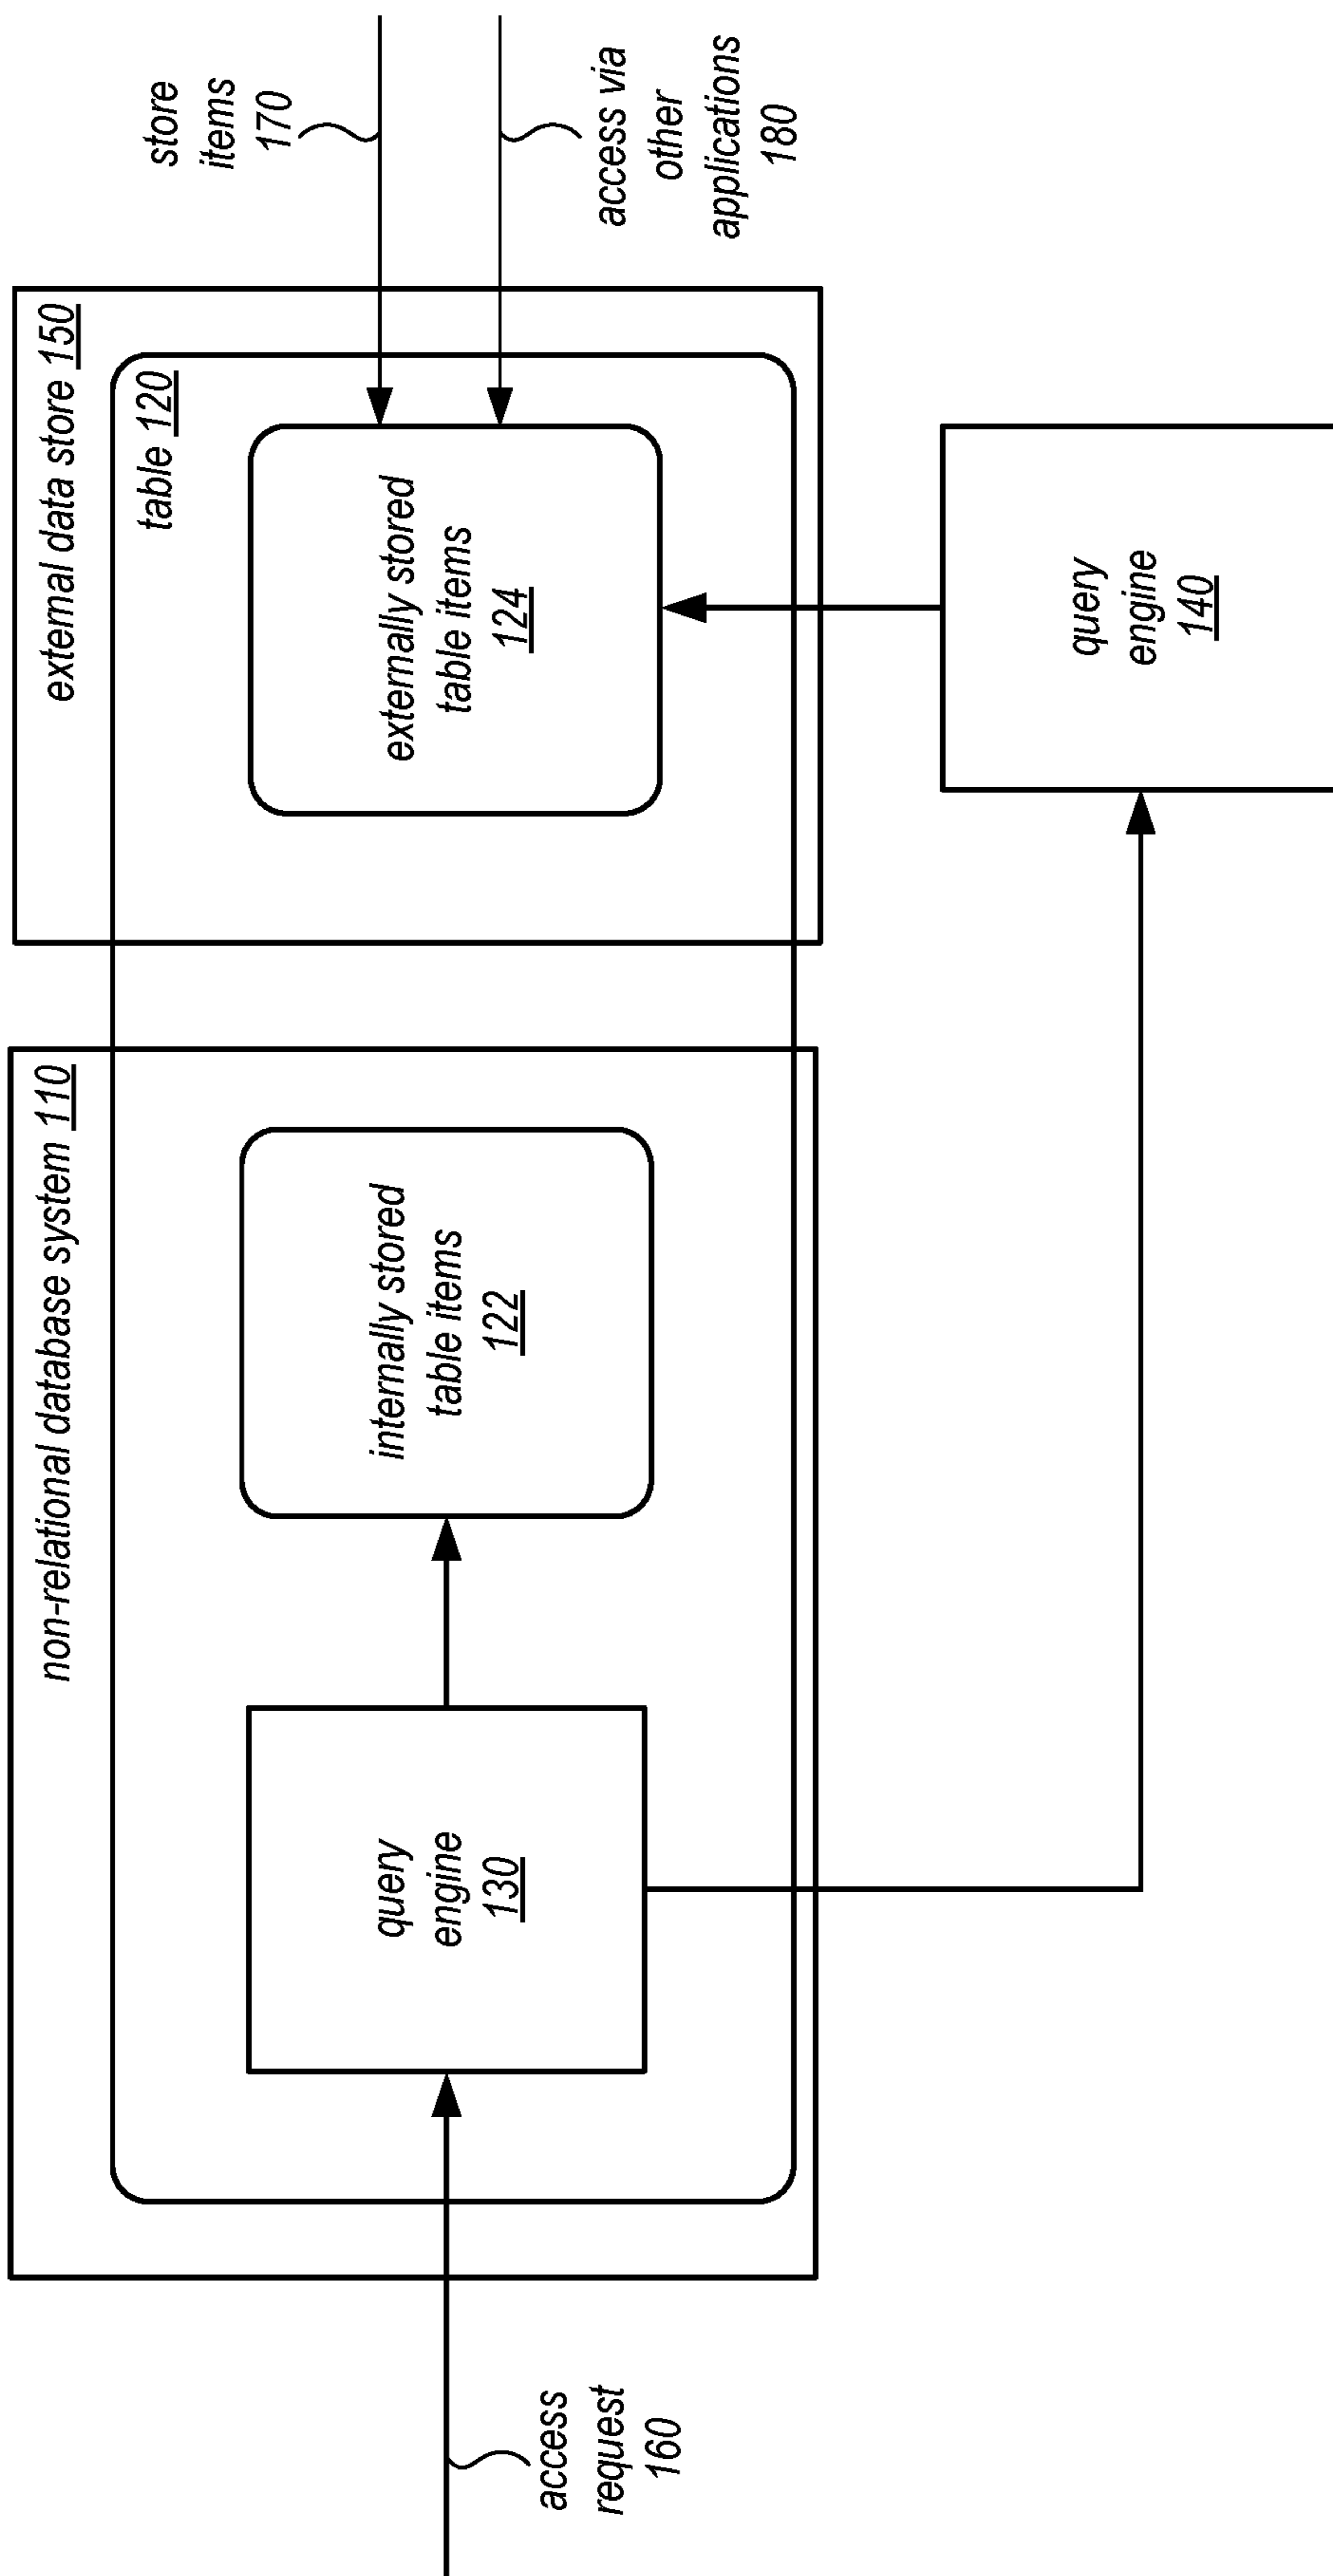 non-relational database system 110
external data store 150
table 120
store
items
170
access via
other
applications
180
access
request
160
query
engine
130
internally stored
table items
122
externally stored
table items
124
query
engine
140